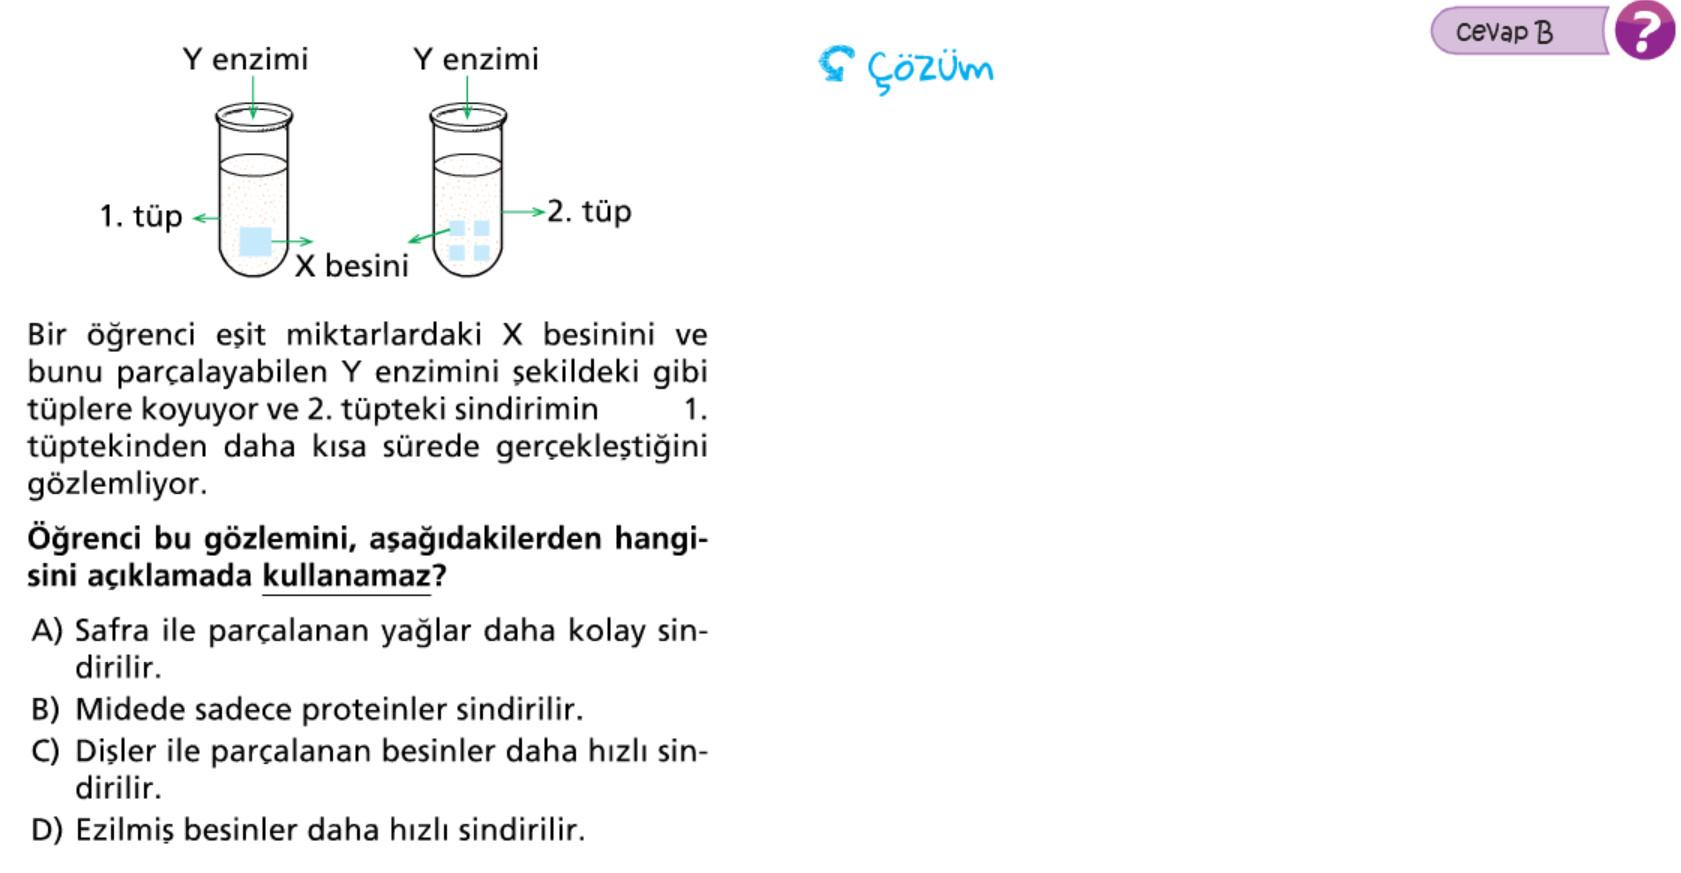 Y enzimi
Y enzimi
1. tüp
2. tüp
X besini
Bir öğrenci eşit miktarlardaki X besinini ve
bunu parçalayabilen Y enzimini şekildeki gibi
tüplere koyuyor ve 2. tüpteki sindirimin 1.
tüptekinden daha kısa sürede gerçekleştiğini
gözlemliyor.
Öğrenci bu gözlemini, aşağıdakilerden hangi-
sini açıklamada kullanamaz?
A) Safra ile parçalanan yağlar daha kolay sin-
dirilir.
B) Midede sadece proteinler sindirilir.
C) Dişler ile parçalanan besinler daha hızlı sin-
dirilir.
D) Ezilmiş besinler daha hızlı sindirilir.
Çözüm
Cevap B
?